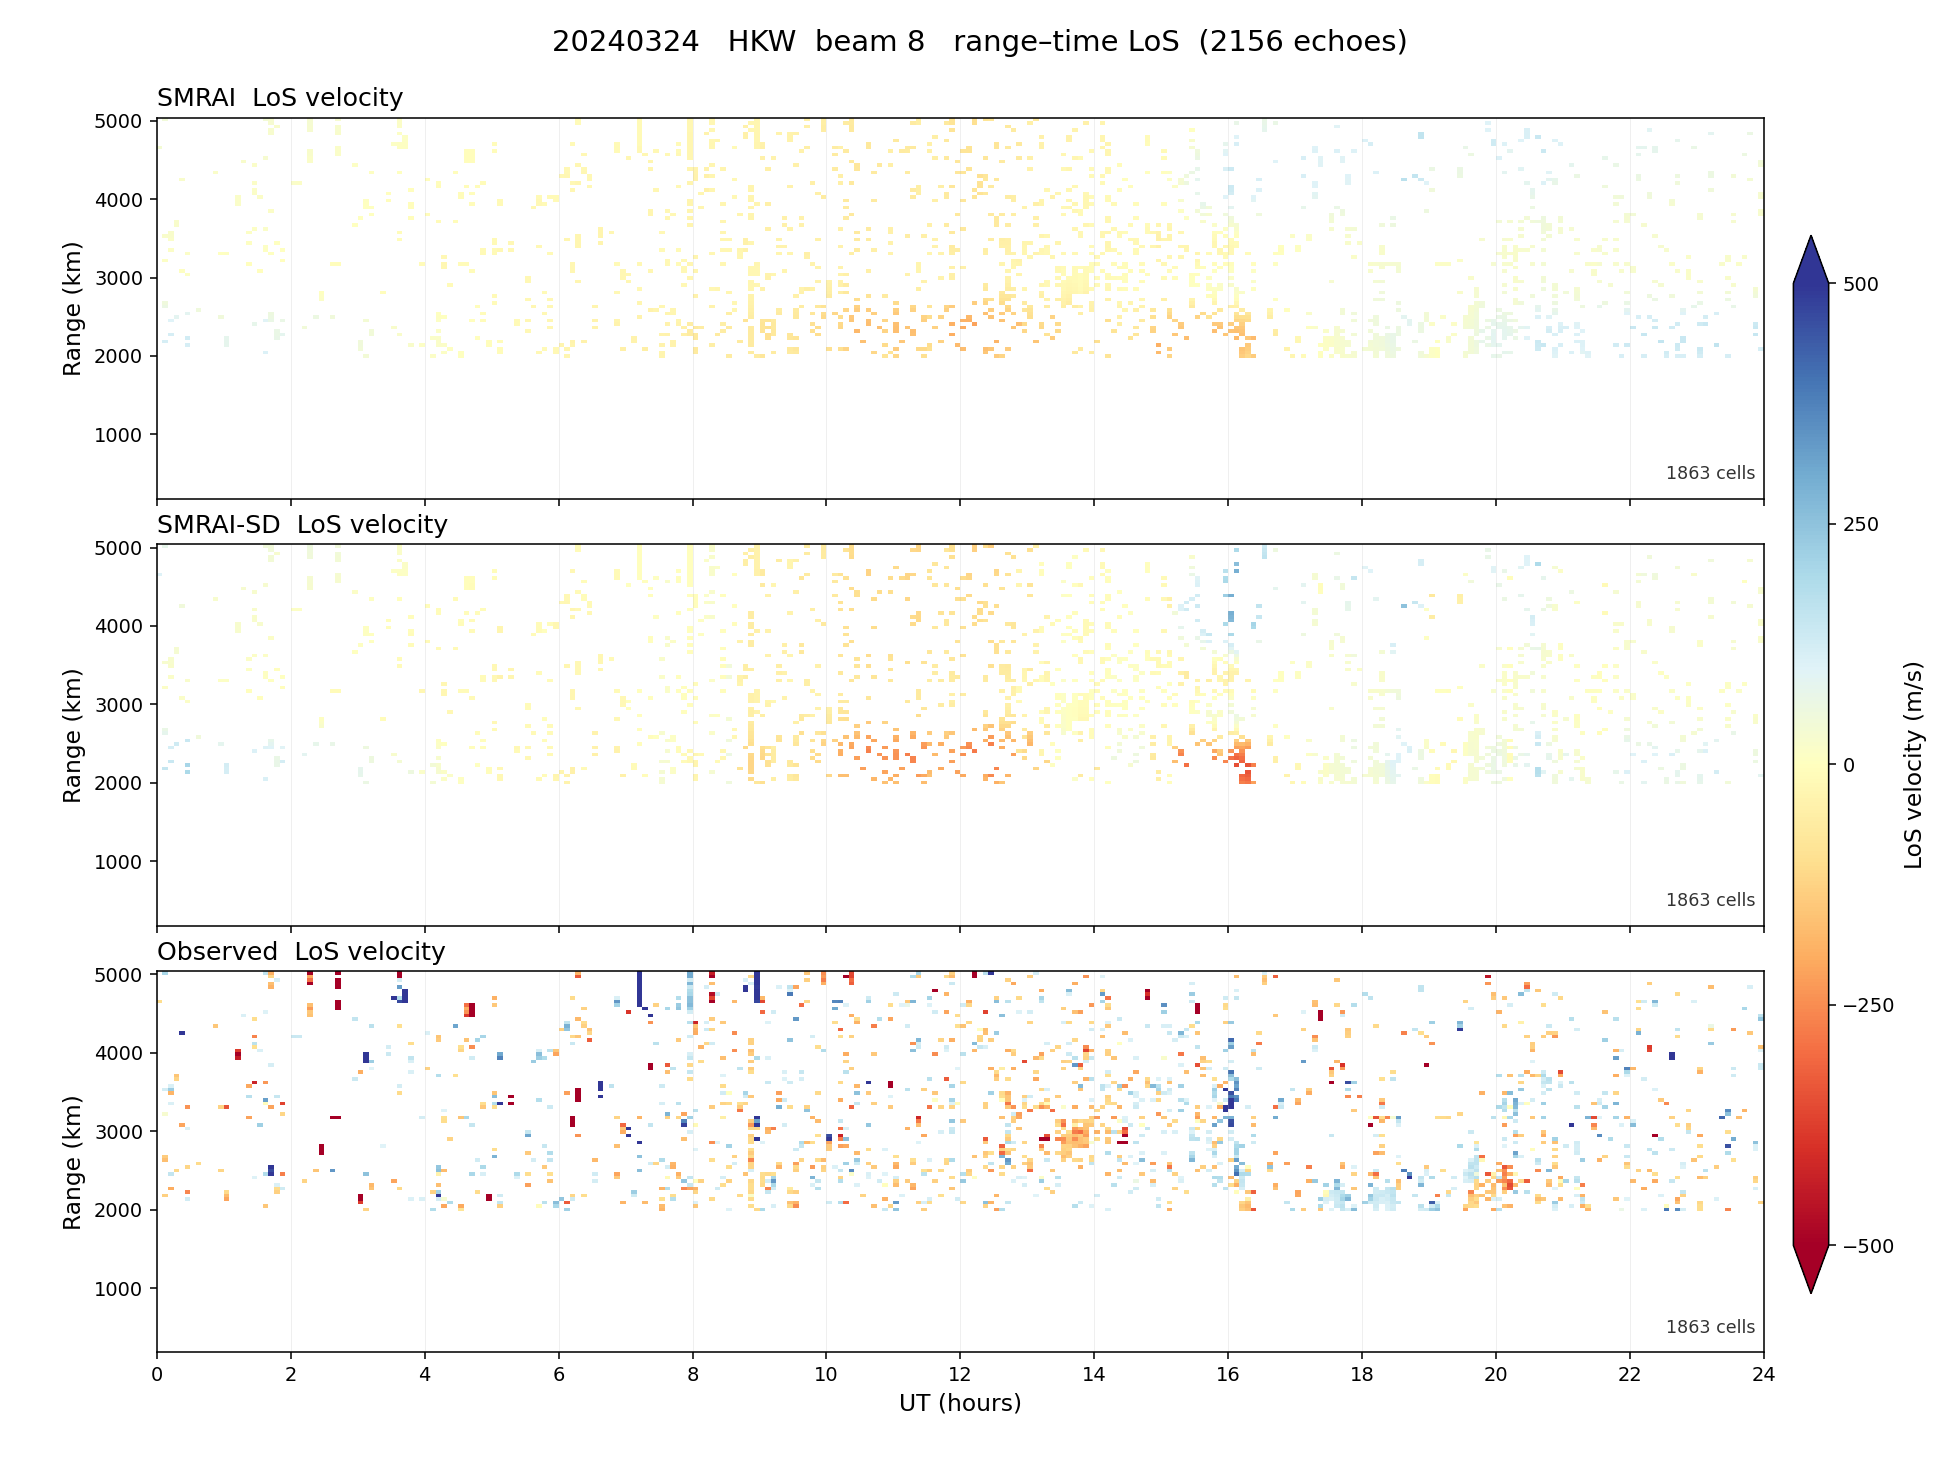 20240324   HKW  beam 8   range–time LoS  (2156 echoes)
SMRAI  LoS velocity
5000
4000
3000
2000
1000
Range (km)
1863 cells
SMRAI-SD  LoS velocity
5000
4000
3000
2000
1000
Range (km)
1863 cells
Observed  LoS velocity
5000
4000
3000
2000
1000
Range (km)
1863 cells
0 2 4 6 8 10 12 14 16 18 20 22 24
UT (hours)
500
250
0
−250
−500
LoS velocity (m/s)